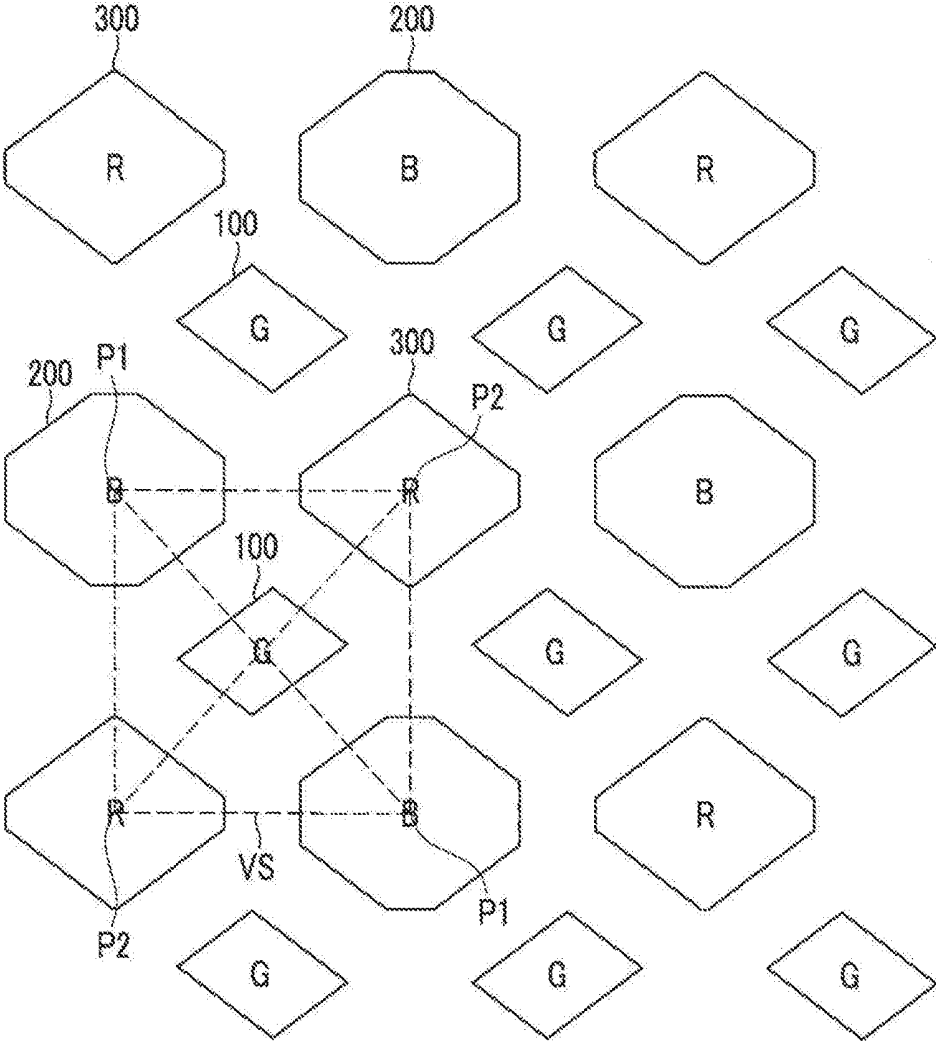 300 200
R B R
100
G G G
P1 300
200 P2
B R B
100
G G G
R B R
VS
P2 P1
G G G